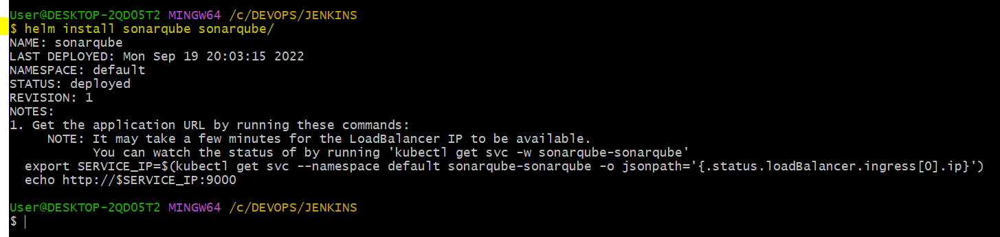 User@DESKTOP-2QDO5T2 MINGW64 /c/DEVOPS/JENKINS
$ helm install sonarqube sonarqube/
NAME: sonarqube
LAST DEPLOYED: Mon Sep 19 20:03:15 2022
NAMESPACE: default
STATUS: deployed
REVISION: 1
NOTES:
1. Get the application URL by running these commands:
     NOTE: It may take a few minutes for the LoadBalancer IP to be available.
           You can watch the status of by running 'kubectl get svc -w sonarqube-sonarqube'
  export SERVICE_IP=$(kubectl get svc --namespace default sonarqube-sonarqube -o jsonpath='{.status.loadBalancer.ingress[0].ip}')
  echo http://$SERVICE_IP:9000
User@DESKTOP-2QDO5T2 MINGW64 /c/DEVOPS/JENKINS
$